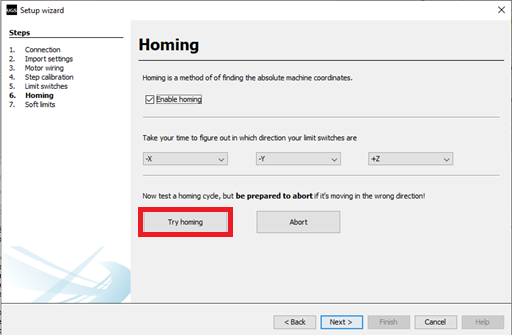 UGS Setup wizard
Steps
1. Connection
2. Import settings
3. Motor wiring
4. Step calibration
5. Limit switches
6. Homing
7. Soft limits
Homing
Homing is a method of of finding the absolute machine coordinates.
Enable homing
Take your time to figure out in which direction your limit switches are
-X -Y +Z
Now test a homing cycle, but be prepared to abort if it's moving in the wrong direction!
Try homing Abort
< Back Next > Finish Cancel Help